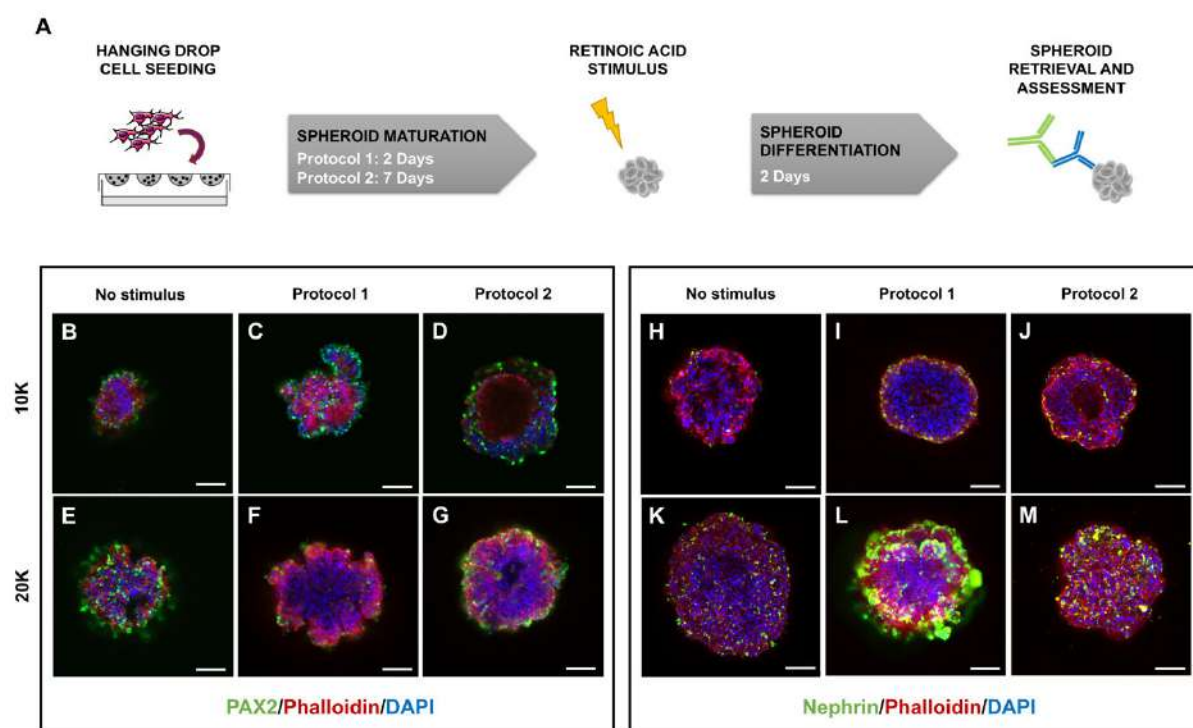 A
HANGING DROP
CELL SEEDING
RETINOIC ACID
STIMULUS
SPHEROID
RETRIEVAL AND
ASSESSMENT
SPHEROID MATURATION
Protocol 1: 2 Days
Protocol 2: 7 Days
SPHEROID
DIFFERENTIATION
2 Days
No stimulus Protocol 1 Protocol 2
No stimulus Protocol 1 Protocol 2
10K
B C D
H I J
20K
E F G
K L M
PAX2/Phalloidin/DAPI
Nephrin/Phalloidin/DAPI